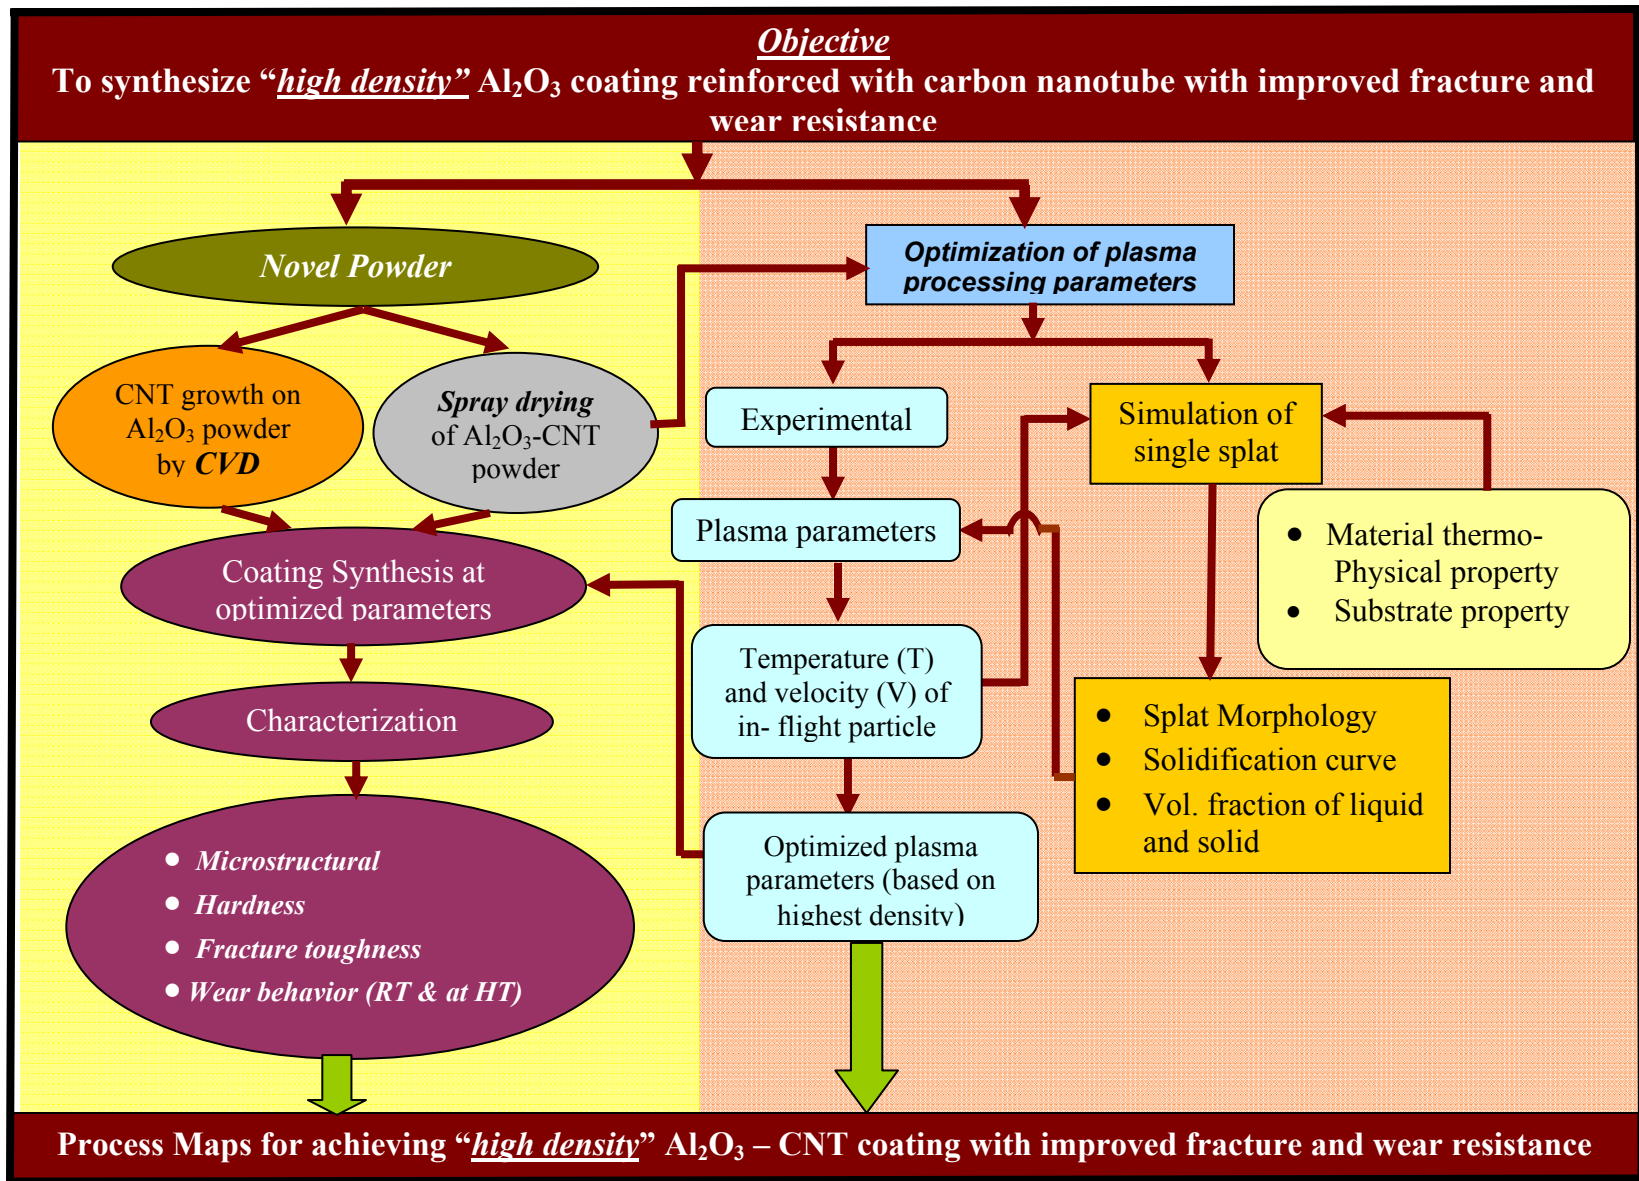 Objective
To synthesize “high density” Al₂O₃ coating reinforced with carbon nanotube with improved fracture and
wear resistance
Novel Powder
CNT growth on
Al₂O₃ powder
by CVD
Spray drying
of Al₂O₃-CNT
powder
Coating Synthesis at
optimized parameters
Characterization
• Microstructural
• Hardness
• Fracture toughness
• Wear behavior (RT & at HT)
Optimization of plasma
processing parameters
Experimental
Plasma parameters
Temperature (T)
and velocity (V) of
in- flight particle
Optimized plasma
parameters (based on
highest density)
Simulation of
single splat
• Material thermo-
Physical property
• Substrate property
• Splat Morphology
• Solidification curve
• Vol. fraction of liquid
and solid
Process Maps for achieving “high density” Al₂O₃ – CNT coating with improved fracture and wear resistance